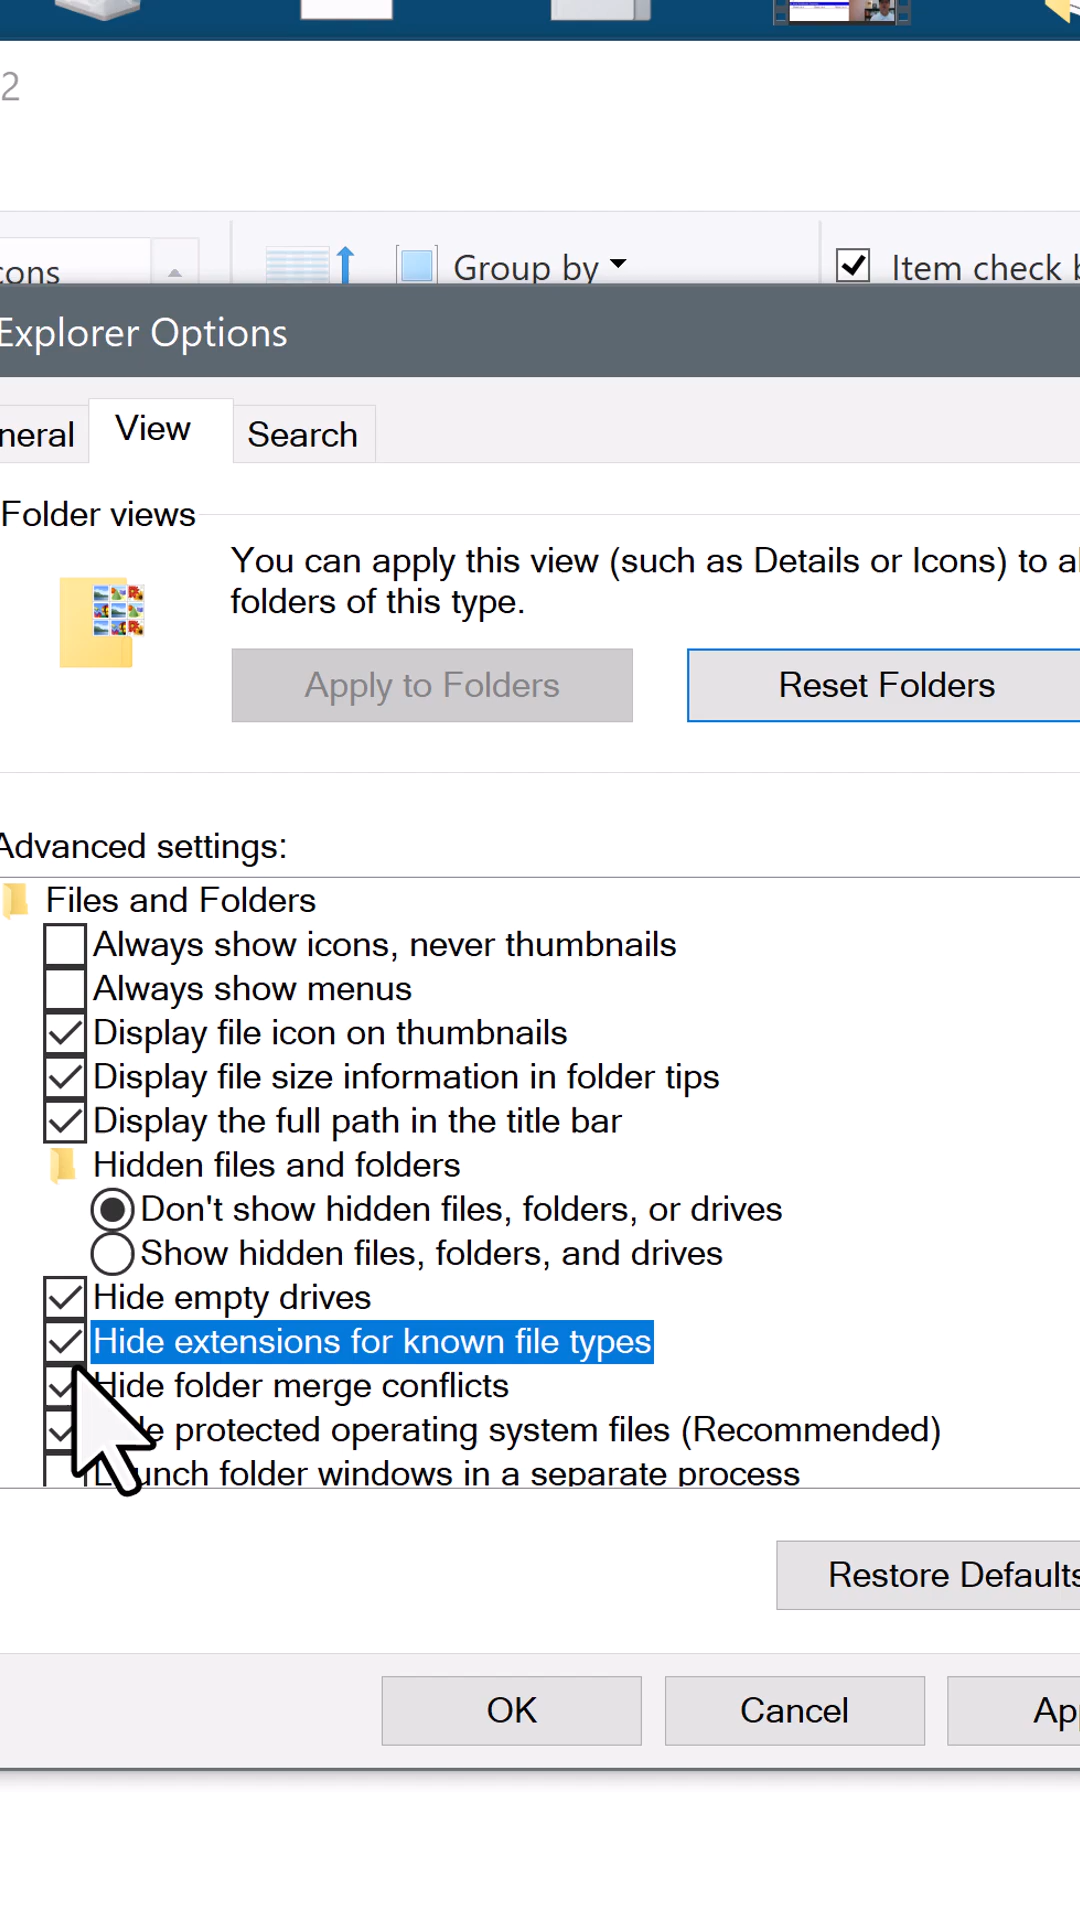 2
cons
Group by
Item check b
Explorer Options
neral
View
Search
Folder views
You can apply this view (such as Details or Icons) to al
folders of this type.
Apply to Folders
Reset Folders
Advanced settings:
Files and Folders
Always show icons, never thumbnails
Always show menus
Display file icon on thumbnails
Display file size information in folder tips
Display the full path in the title bar
Hidden files and folders
Don't show hidden files, folders, or drives
Show hidden files, folders, and drives
Hide empty drives
Hide extensions for known file types
Hide folder merge conflicts
e protected operating system files (Recommended)
Launch folder windows in a separate process
Restore Defaults
OK
Cancel
App